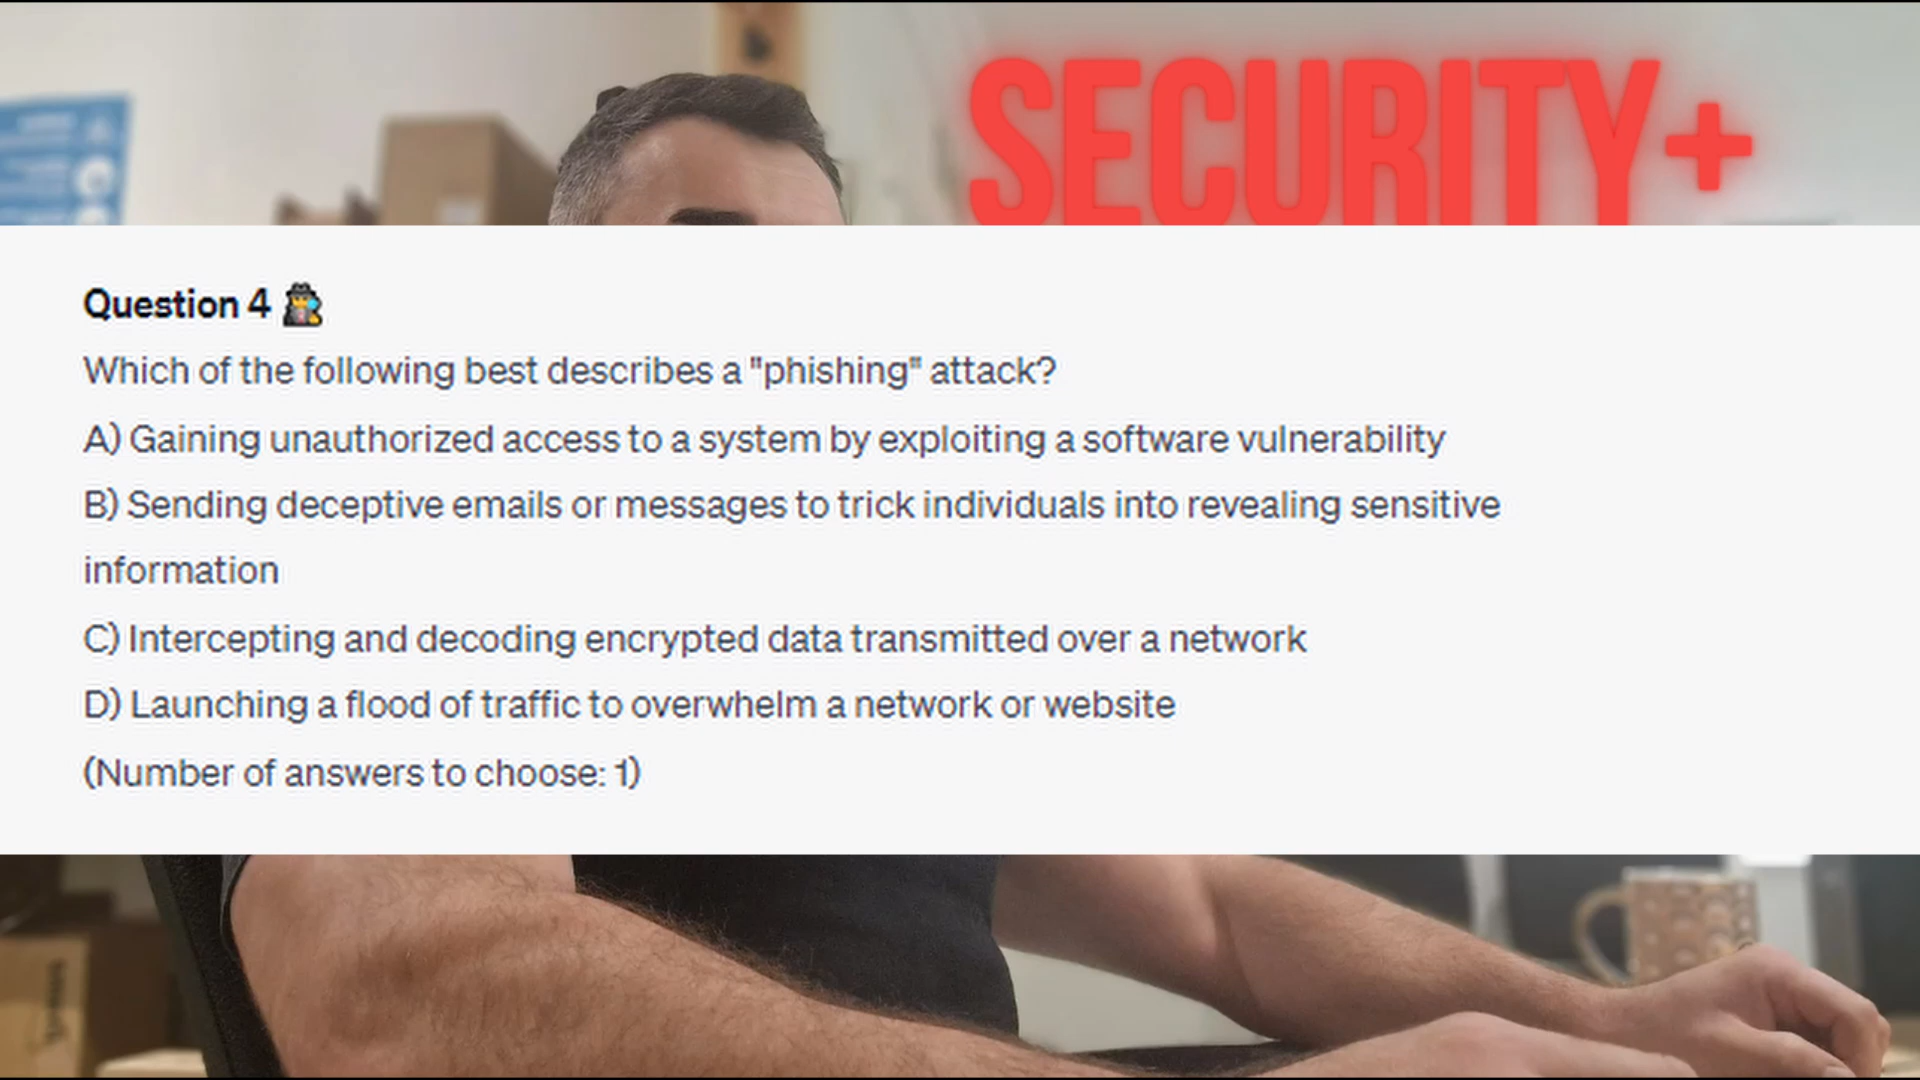 SECURITY+
Question 4
Which of the following best describes a "phishing" attack?
A) Gaining unauthorized access to a system by exploiting a software vulnerability
B) Sending deceptive emails or messages to trick individuals into revealing sensitive
information
C) Intercepting and decoding encrypted data transmitted over a network
D) Launching a flood of traffic to overwhelm a network or website
(Number of answers to choose: 1)